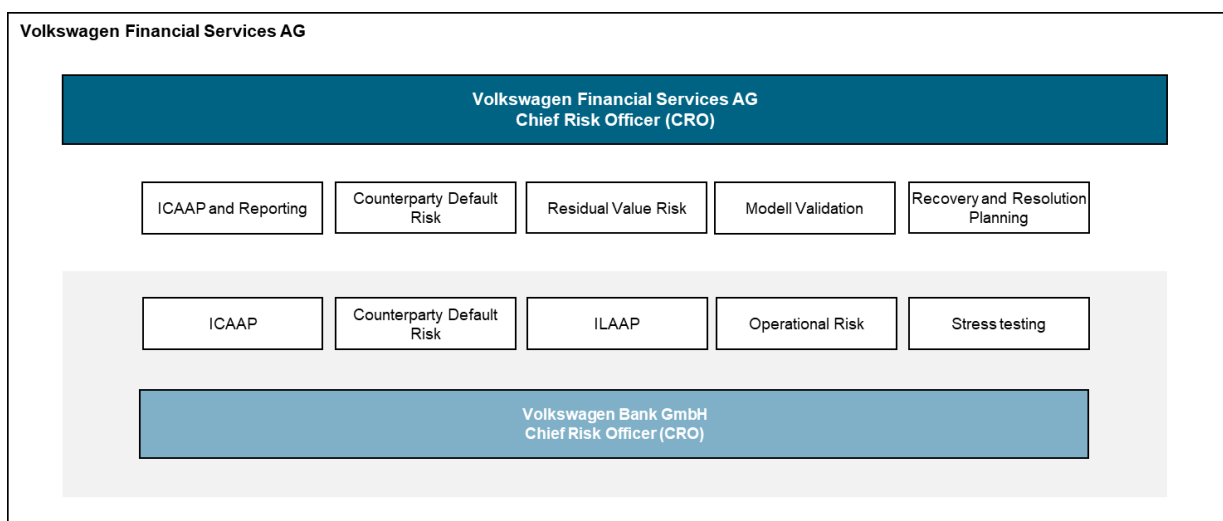 Volkswagen Financial Services AG
Volkswagen Financial Services AG
Chief Risk Officer (CRO)
ICAAP and Reporting
Counterparty Default
Risk
Residual Value Risk
Modell Validation
Recovery and Resolution
Planning
ICAAP
Counterparty Default
Risk
ILAAP
Operational Risk
Stress testing
Volkswagen Bank GmbH
Chief Risk Officer (CRO)